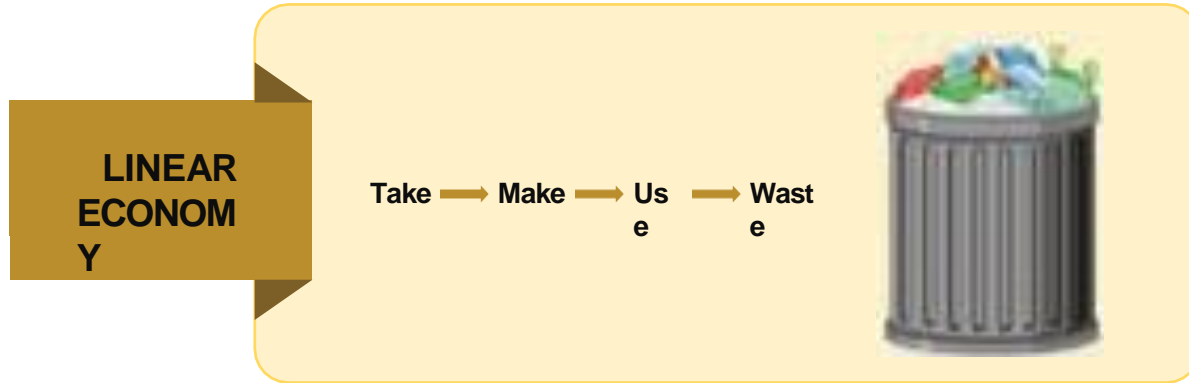 LINEAR
ECONOM
Y
Take Make Us
e Wast
e